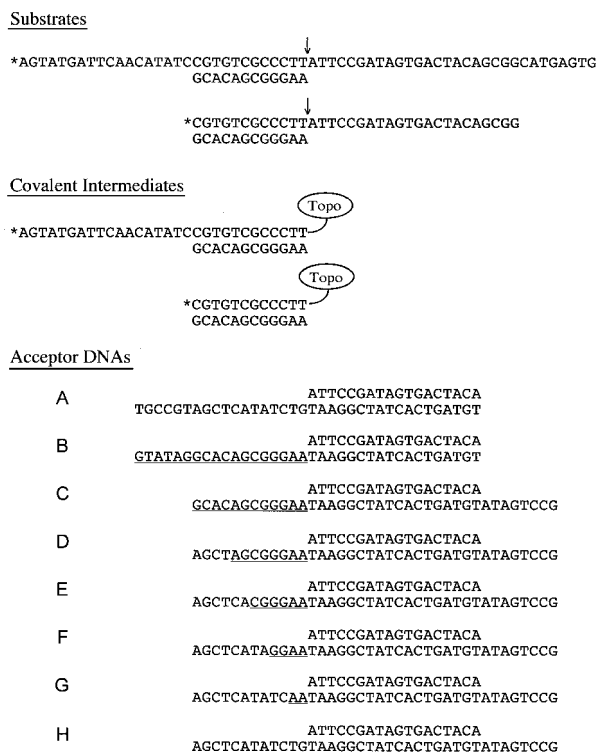 Substrates
*AGTATGATTCAACATATCCGTGTCGCCCTTATTCCGATAGTGACTACAGCGGCATGAGTG
GCACAGCGGGAA
*CGTGTCGCCCTTATTCCGATAGTGACTACAGCGG
GCACAGCGGGAA
Covalent Intermediates
Topo
*AGTATGATTCAACATATCCGTGTCGCCCTT
GCACAGCGGGAA
Topo
*CGTGTCGCCCTT
GCACAGCGGGAA
Acceptor DNAs
A
ATTCCGATAGTGACTACA
TGCCGTAGCTCATATCTGTAAGGCTATCACTGATGT
B
ATTCCGATAGTGACTACA
GTATAGGCACAGCGGGAATAAGGCTATCACTGATGT
C
ATTCCGATAGTGACTACA
GCACAGCGGGAATAAGGCTATCACTGATGTATAGTCCG
D
ATTCCGATAGTGACTACA
AGCTAGCGGGAATAAGGCTATCACTGATGTATAGTCCG
E
ATTCCGATAGTGACTACA
AGCTCACGGGAATAAGGCTATCACTGATGTATAGTCCG
F
ATTCCGATAGTGACTACA
AGCTCATAGGAATAAGGCTATCACTGATGTATAGTCCG
G
ATTCCGATAGTGACTACA
AGCTCATATCAATAAGGCTATCACTGATGTATAGTCCG
H
ATTCCGATAGTGACTACA
AGCTCATATCTGTAAGGCTATCACTGATGTATAGTCCG